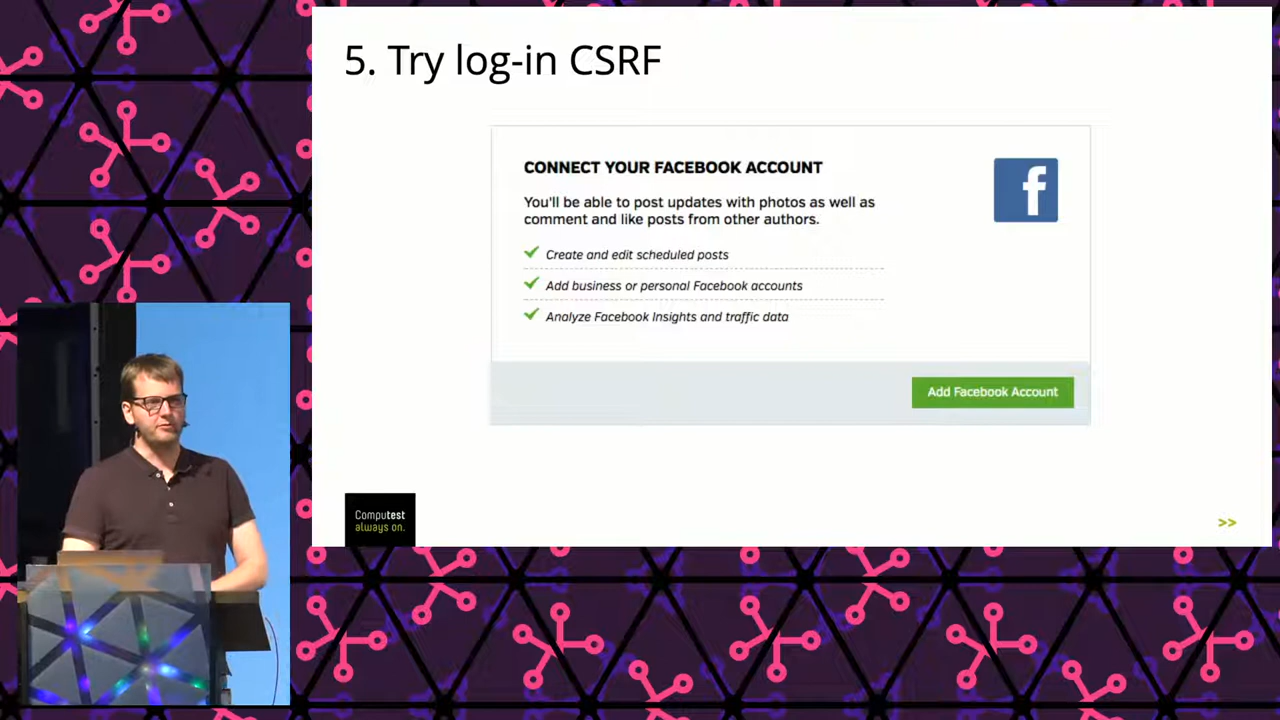 5. Try log-in CSRF
CONNECT YOUR FACEBOOK ACCOUNT
You'll be able to post updates with photos as well as
comment and like posts from other authors.
f
Create and edit scheduled posts
Add business or personal Facebook accounts
Analyze Facebook Insights and traffic data
Add Facebook Account
Computest
always on.
>>